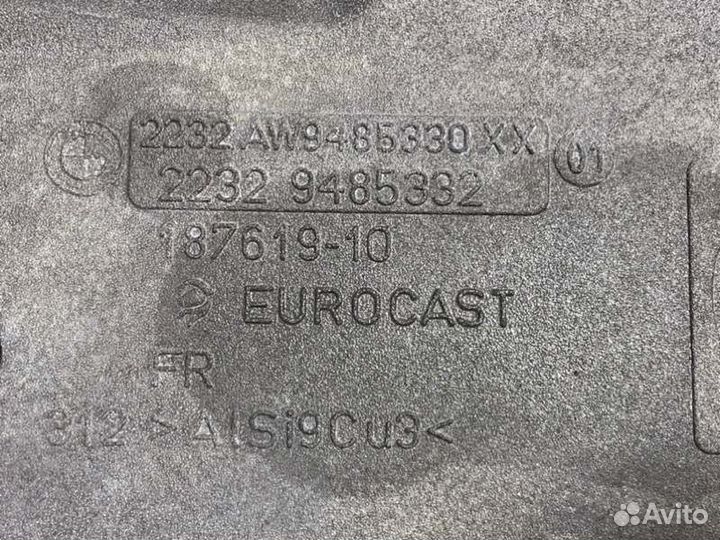 2232 AW9485330 XX
01
2232 9485332
187619-10
EUROCAST
FR
312 >AlSi9Cu3<
Avito